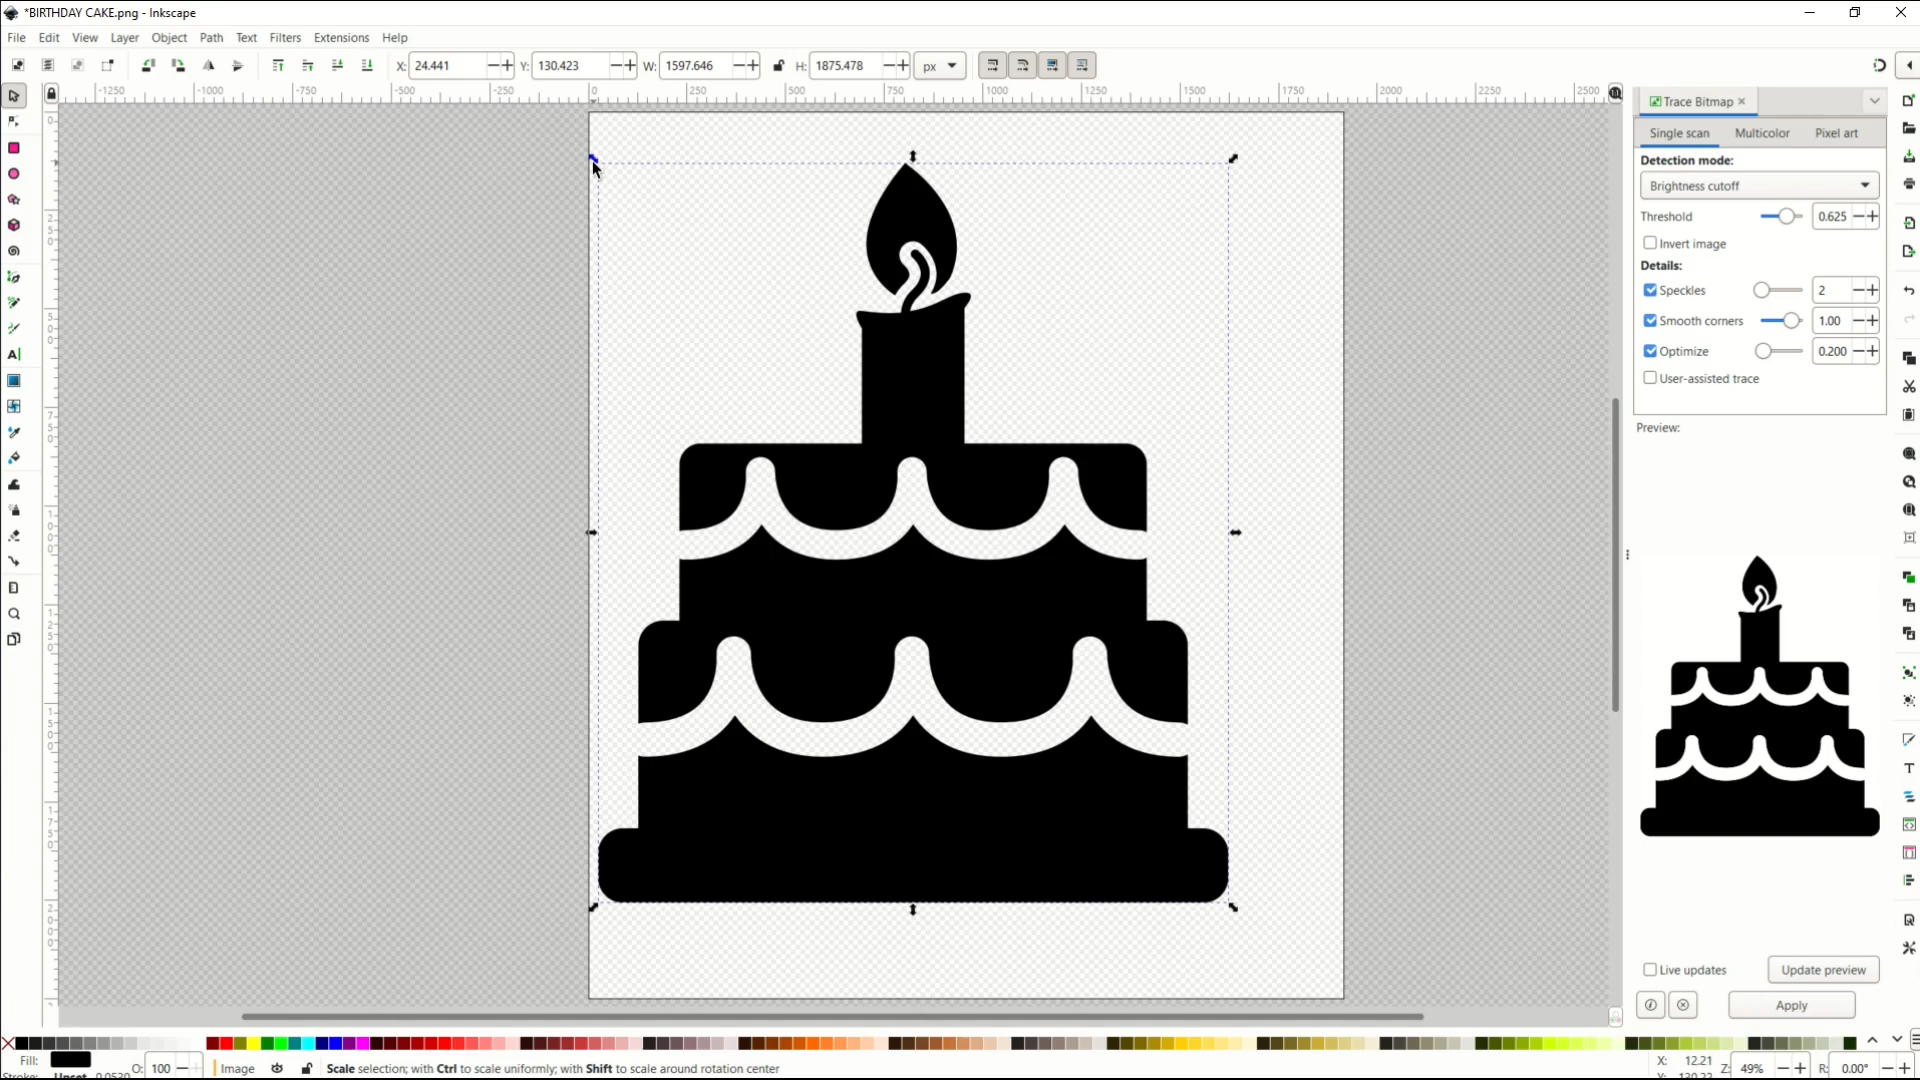 *BIRTHDAY CAKE.png - Inkscape
File Edit View Layer Object Path Text Filters Extensions Help
X: 24.441 Y: 130.423 W: 1597.646 H: 1875.478 px
-1250 -1000 -750 -500 -250 0 250 500 750 1000 1250 1500 1750 2000 2250 2500
Trace Bitmap
Single scan Multicolor Pixel art
Detection mode:
Brightness cutoff
Threshold 0.625
Invert image
Details:
Speckles 2
Smooth corners 1.00
Optimize 0.200
User-assisted trace
Preview:
Live updates Update preview
Apply
Fill: O: 100 Image Scale selection; with Ctrl to scale uniformly; with Shift to scale around rotation center X: 12.21 Z: 49% R: 0.00°